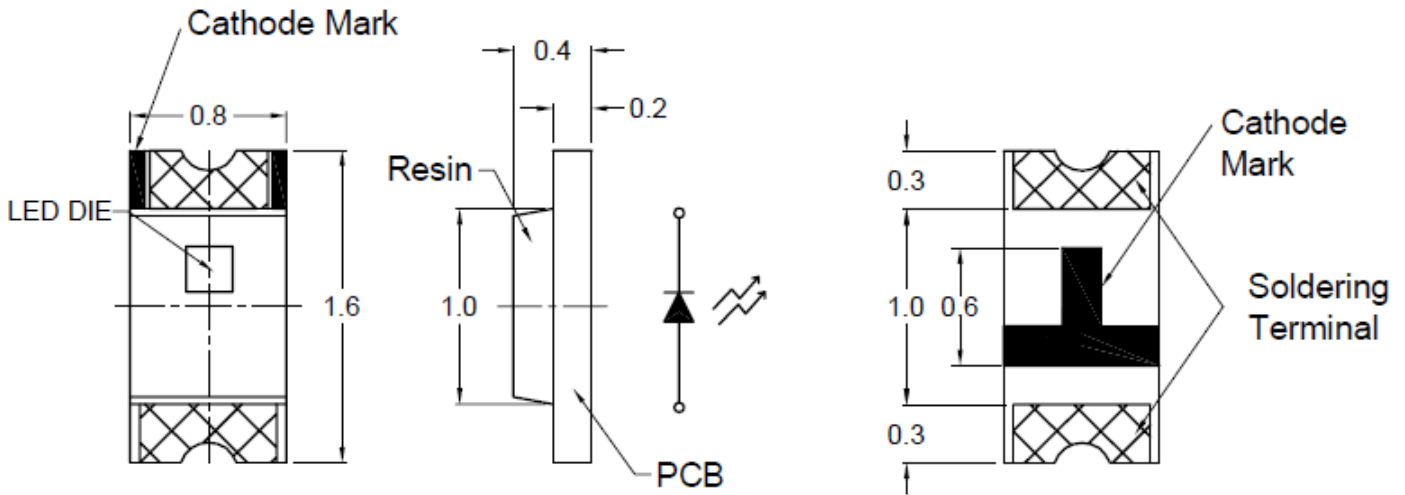 Cathode Mark
0.8
LED DIE
1.6
0.4
0.2
Resin
1.0
PCB
Cathode
Mark
0.3
1.0
0.6
Soldering
Terminal
0.3